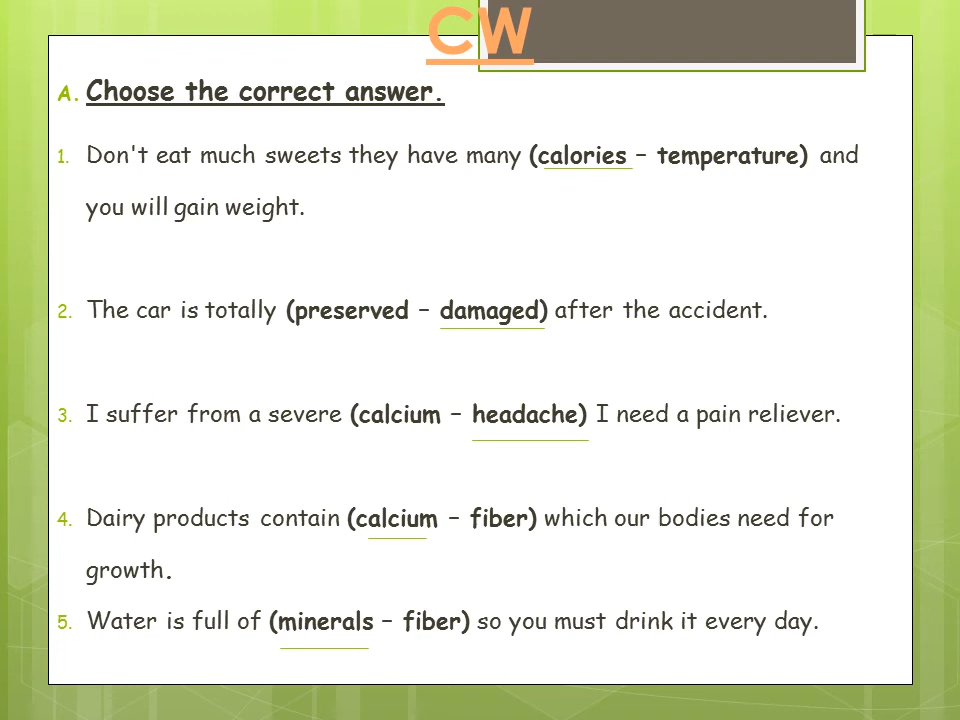 CW
A. Choose the correct answer.
1. Don't eat much sweets they have many (calories – temperature) and
you will gain weight.
2. The car is totally (preserved – damaged) after the accident.
3. I suffer from a severe (calcium – headache) I need a pain reliever.
4. Dairy products contain (calcium – fiber) which our bodies need for
growth.
5. Water is full of (minerals – fiber) so you must drink it every day.